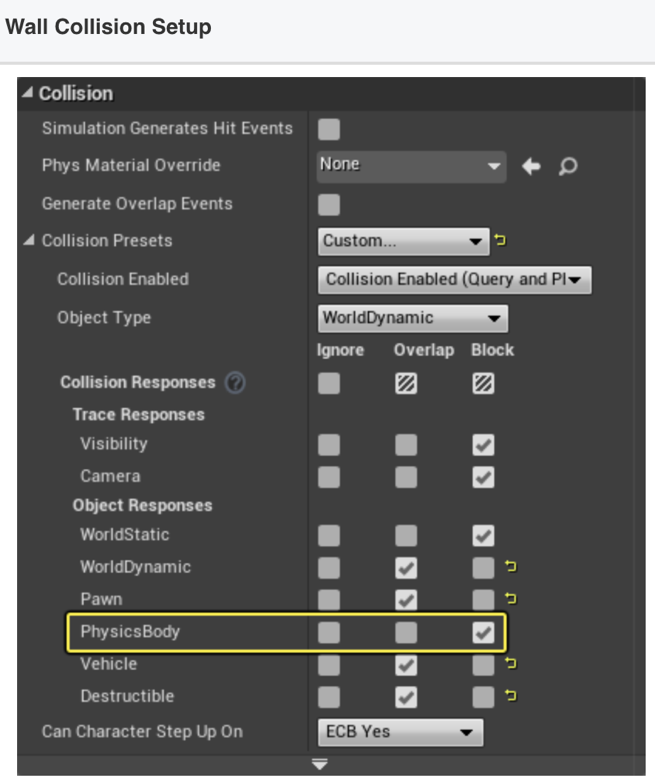 Wall Collision Setup
Collision
Simulation Generates Hit Events
Phys Material Override None
Generate Overlap Events
Collision Presets Custom...
Collision Enabled Collision Enabled (Query and Pl
Object Type WorldDynamic
Ignore Overlap Block
Collision Responses ?
Trace Responses
Visibility
Camera
Object Responses
WorldStatic
WorldDynamic
Pawn
PhysicsBody
Vehicle
Destructible
Can Character Step Up On ECB Yes